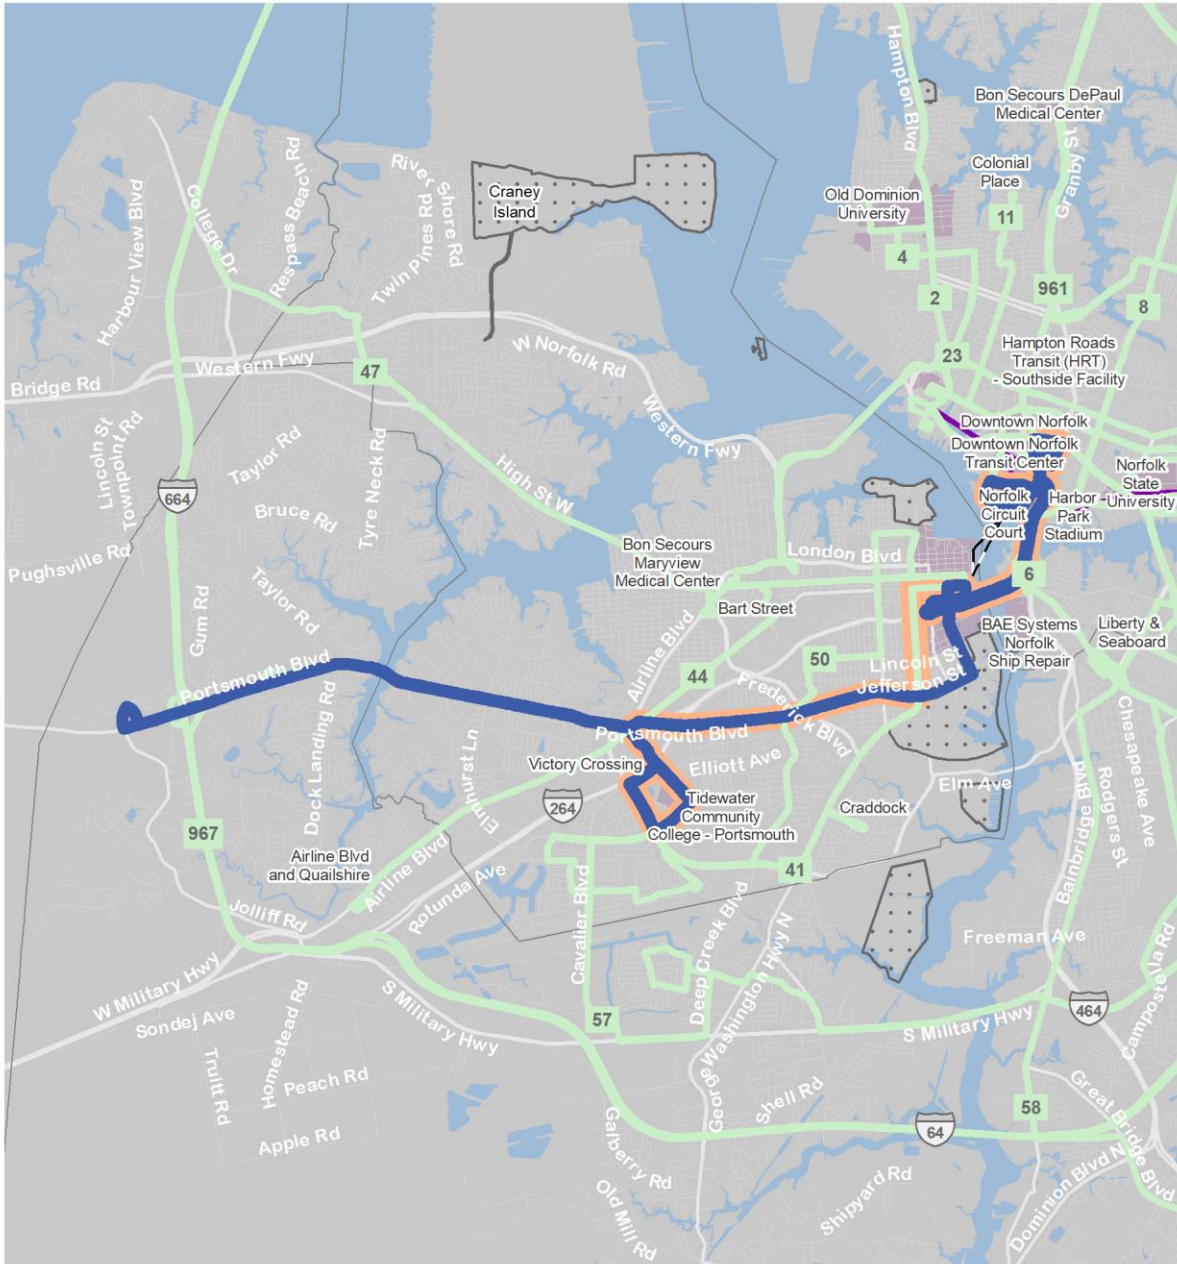 Hampton Blvd
Bon Secours DePaul
Medical Center
Granby St
Colonial
Place
11
Old Dominion
University
4
2
961
8
23
Hampton Roads
Transit (HRT)
- Southside Facility
River Shore Rd
Craney
Island
Twin Pines Rd
Respass Beach Rd
College Dr
Harbour View Blvd
Western Fwy
W Norfolk Rd
Bridge Rd
47
Western Fwy
Lincoln St
Townpoint Rd
Taylor Rd
Tyre Neck Rd
High St W
664
Bruce Rd
Pughsville Rd
Downtown Norfolk
Downtown Norfolk
Transit Center
Norfolk
State
University
Norfolk
Circuit
Court
Harbor
Park
Stadium
Bon Secours
Maryview
Medical Center
London Blvd
6
Taylor Rd
Gum Rd
Bart Street
BAE Systems
Norfolk
Ship Repair
Liberty &
Seaboard
Airline Blvd
50
Lincoln St
Jefferson St
44
Portsmouth Blvd
Frederick Blvd
Portsmouth Blvd
Chesapeake Ave
Dock Landing Rd
Elmhurst Ln
Victory Crossing
Elliott Ave
Elm Ave
Bainbridge Blvd
Rodgers St
264
Tidewater
Community
College - Portsmouth
Craddock
967
Airline Blvd
and Quailshire
Airline Blvd
41
Rotunda Ave
Jolliff Rd
Cavalier Blvd
Deep Creek Blvd
Freeman Ave
Campostella Rd
W Military Hwy
S Military Hwy
George Washington Hwy N
Sondej Ave
57
S Military Hwy
464
Homestead Rd
Truitt Rd
Peach Rd
Shell Rd
58
Great Bridge Blvd
64
Apple Rd
Galberry Rd
Old Mill Rd
Shipyard Rd
Dominion Blvd N